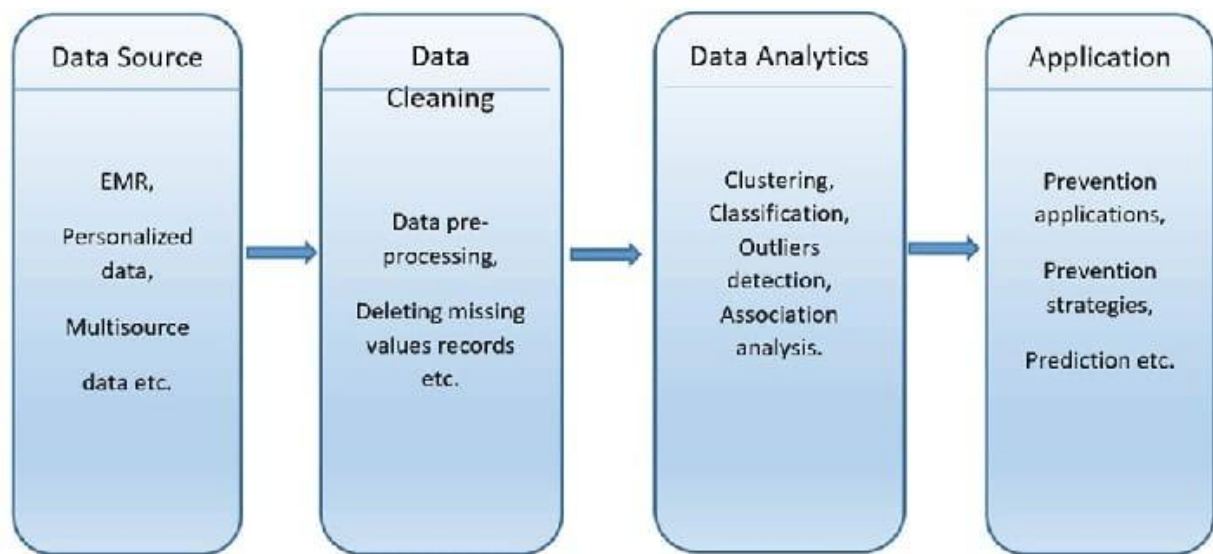 Data Source
EMR,
Personalized
data,
Multisource
data etc.
Data
Cleaning
Data pre-
processing,
Deleting missing
values records
etc.
Data Analytics
Clustering,
Classification,
Outliers
detection,
Association
analysis.
Application
Prevention
applications,
Prevention
strategies,
Prediction etc.